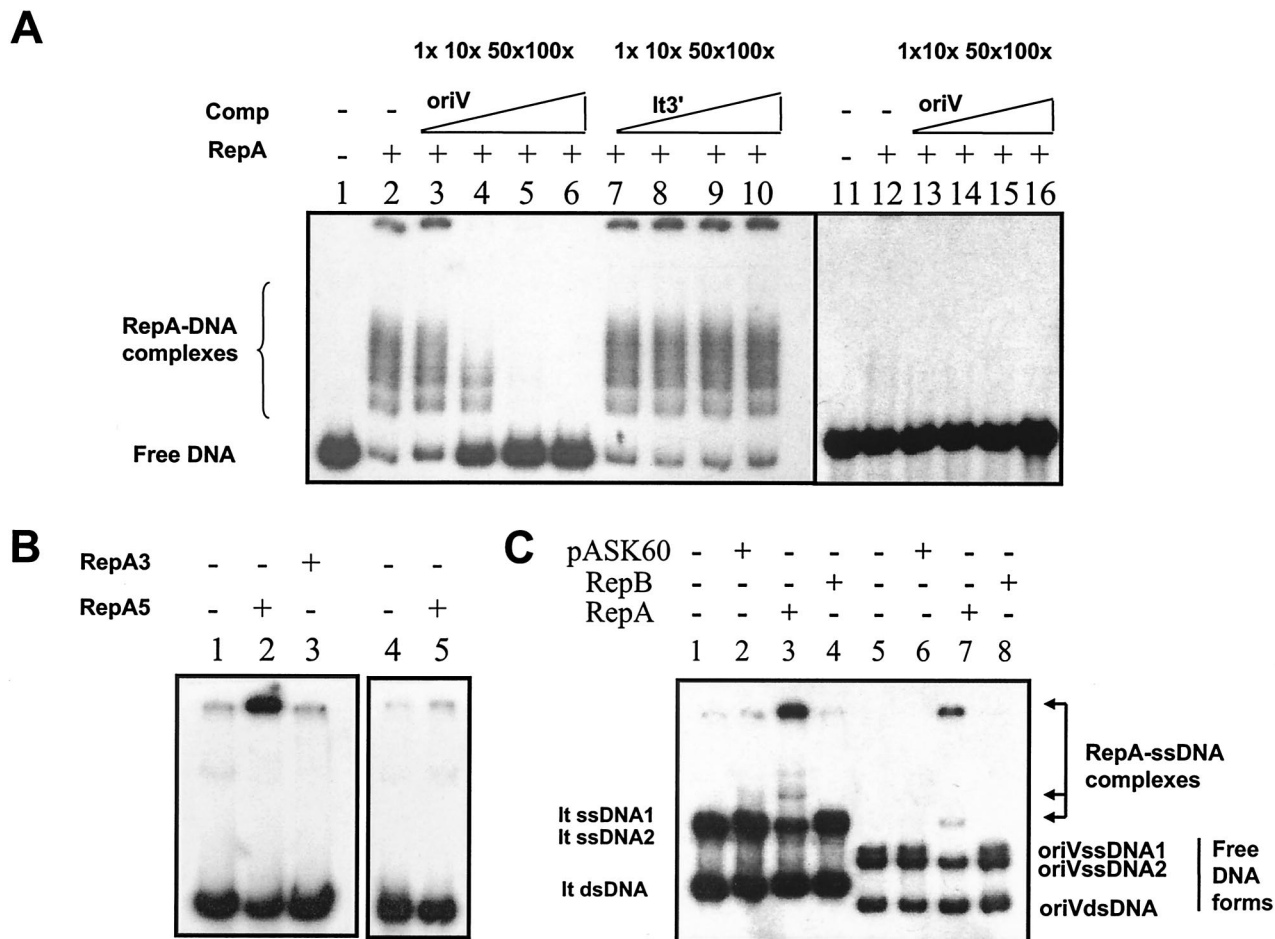 A
1x 10x 50x100x 1x 10x 50x100x 1x10x 50x100x
Comp - - oriV lt3' - - oriV
RepA - + + + + + + + + + - + + + + +
1 2 3 4 5 6 7 8 9 10 11 12 13 14 15 16
RepA-DNA
complexes
Free DNA
B
RepA3 - - + - -
RepA5 - + - - +
1 2 3 4 5
C
pASK60 - + - - - + - -
RepB - - - + - - - +
RepA - - + - - - + -
1 2 3 4 5 6 7 8
RepA-ssDNA
complexes
lt ssDNA1
lt ssDNA2
lt dsDNA
oriVssDNA1
oriVssDNA2
oriVdsDNA
Free
DNA
forms